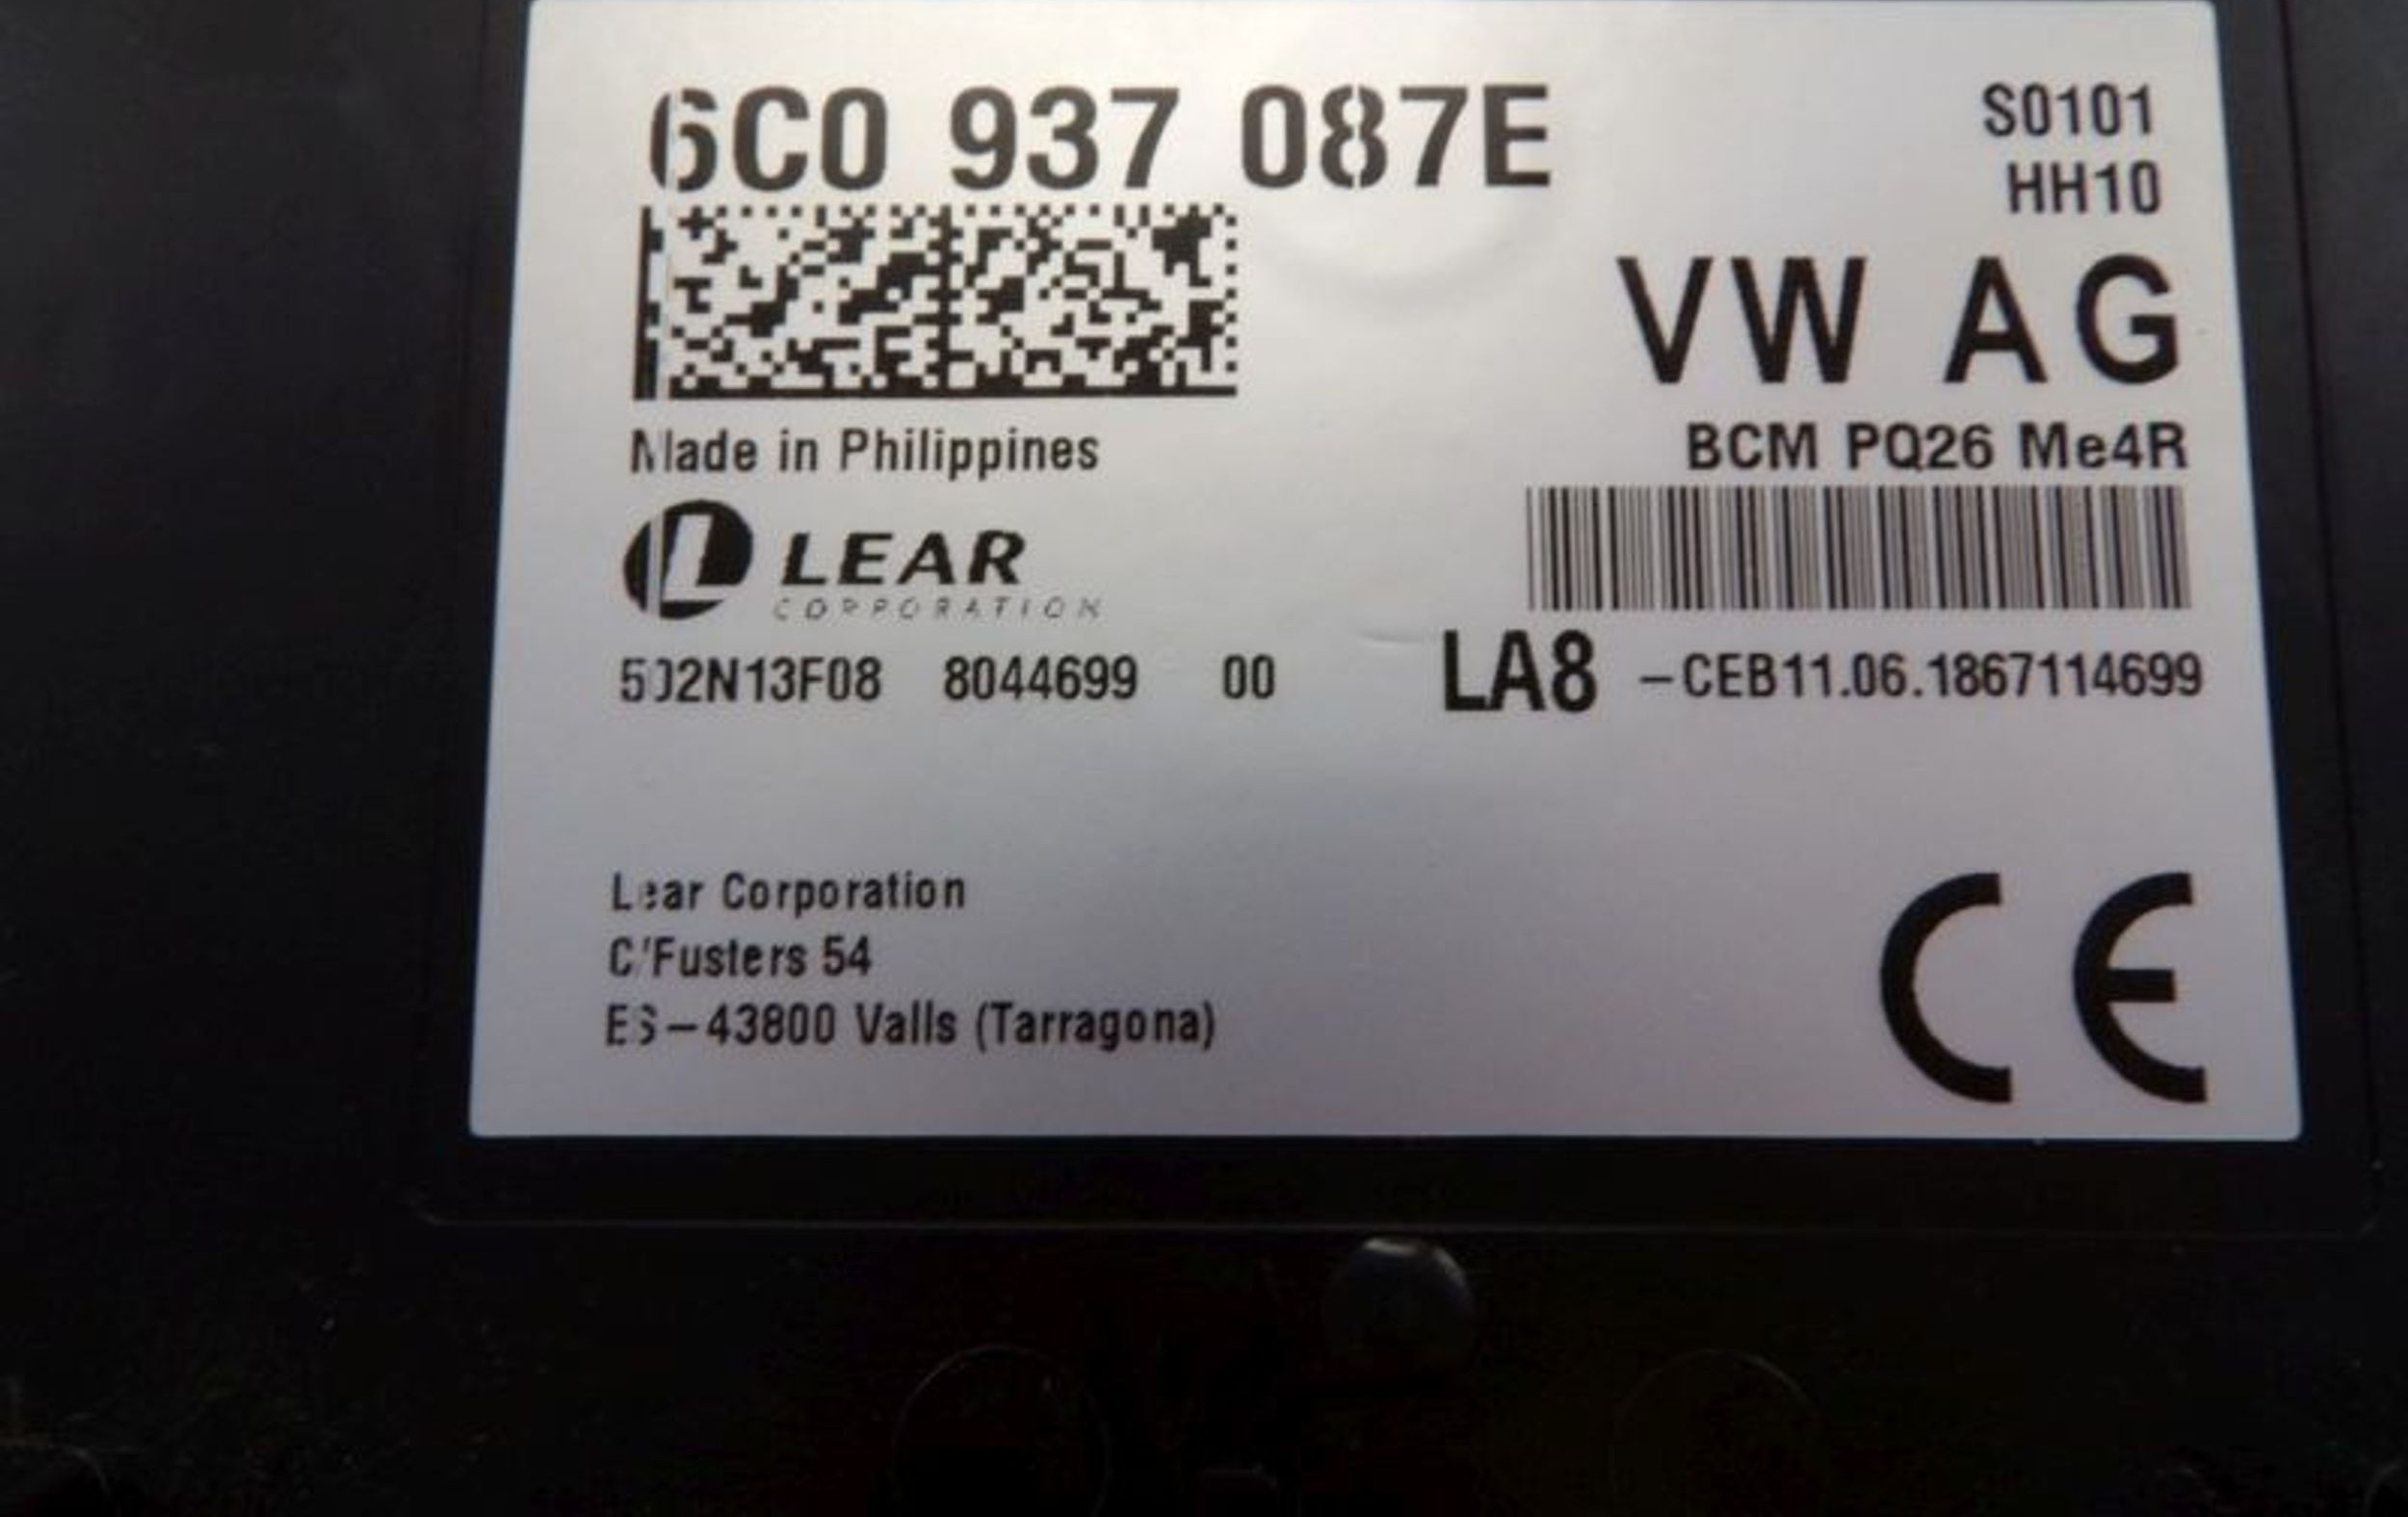 6C0 937 087E
S0101
HH10
VW AG
Made in Philippines
BCM PQ26 Me4R
LEAR
CORPORATION
502N13F08 8044699 00
LA8 –CEB11.06.1867114699
Lear Corporation
C/Fusters 54
ES–43800 Valls (Tarragona)
CE